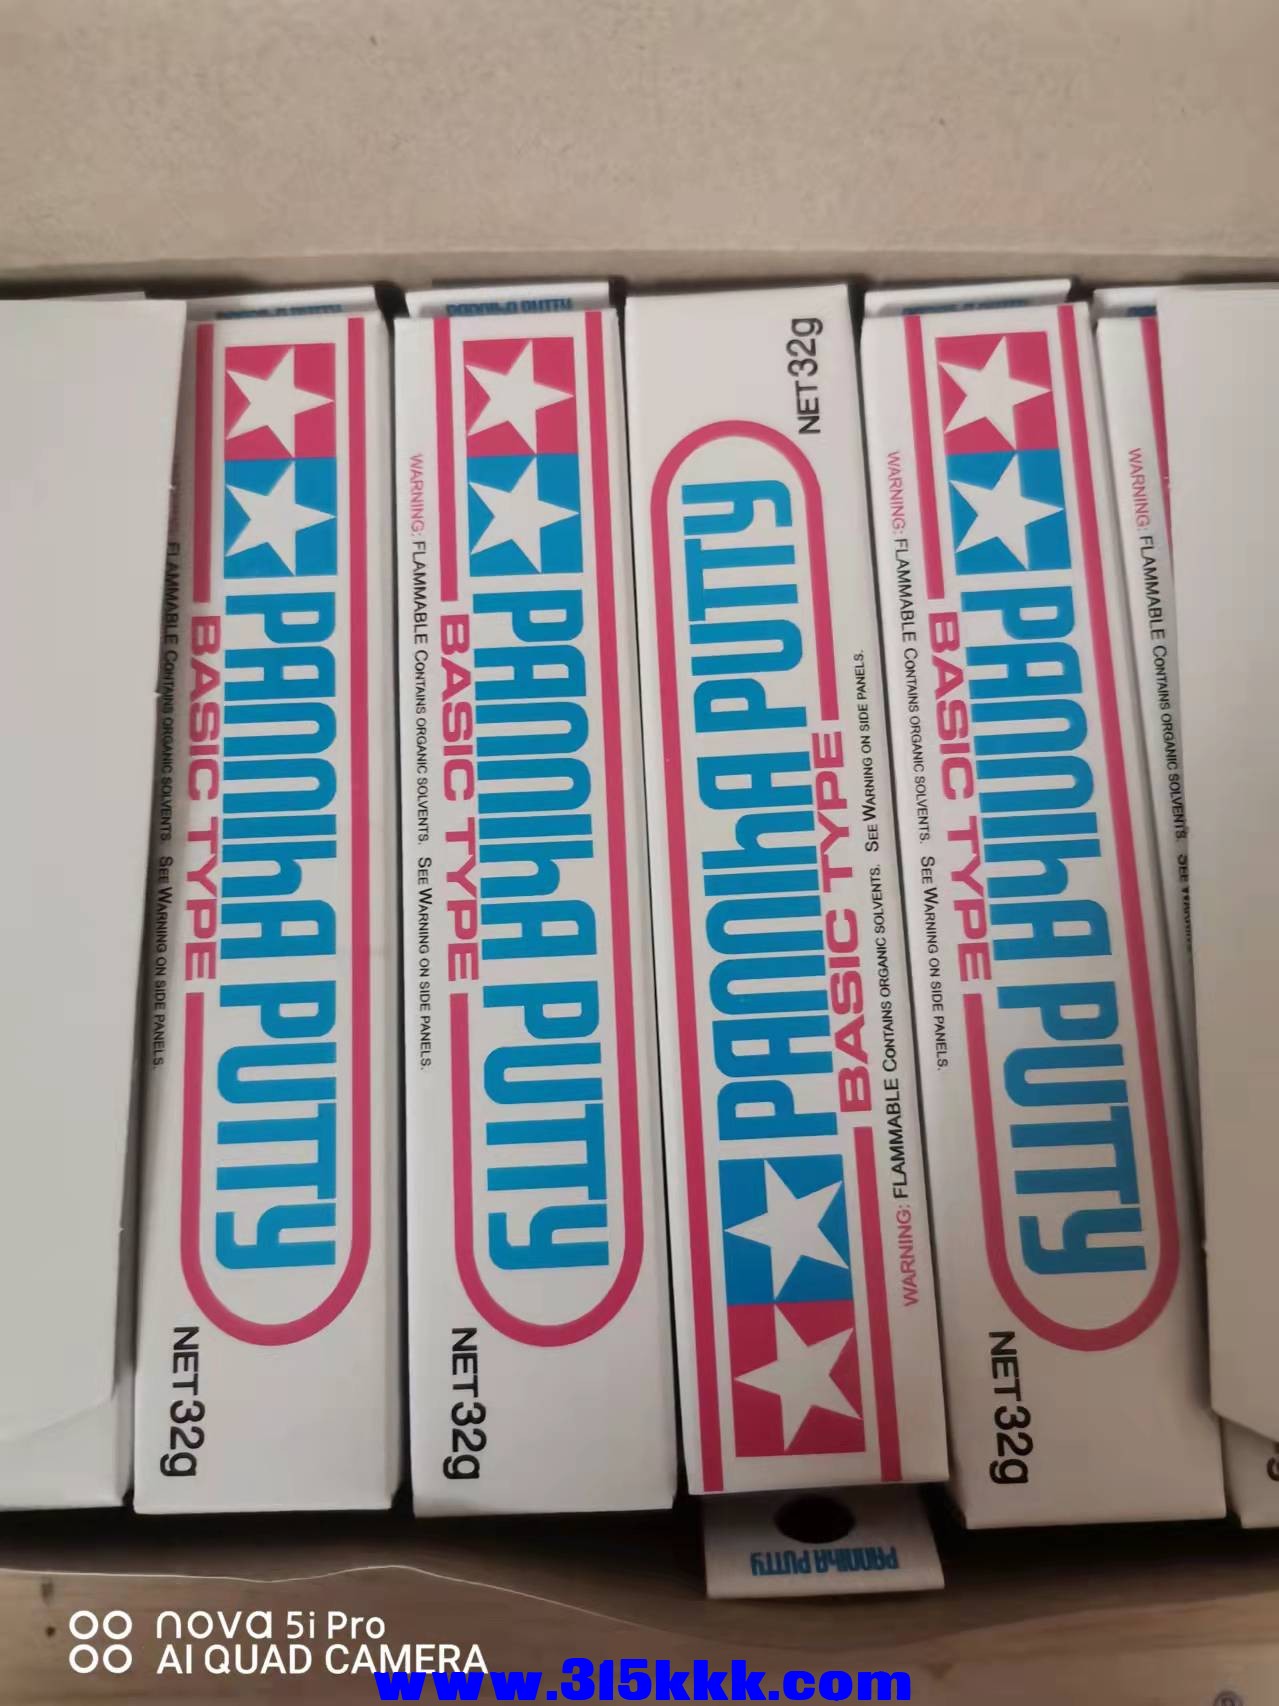 PANNIhA PUTTY
BASIC TYPE
FLAMMABLE CONTAINS ORGANIC SOLVENTS. SEE WARNING ON SIDE PANELS.
NET 32g
PANNIhA PUTTY
PANNIhA PUTTY
BASIC TYPE
WARNING: FLAMMABLE CONTAINS ORGANIC SOLVENTS. SEE WARNING ON SIDE PANELS.
NET 32g
PANNIhA PUTTY
BASIC TYPE
WARNING: FLAMMABLE CONTAINS ORGANIC SOLVENTS. SEE WARNING ON SIDE PANELS.
NET 32g
PANNIhA PUTTY
PANNIhA PUTTY
BASIC TYPE
WARNING: FLAMMABLE CONTAINS ORGANIC SOLVENTS. SEE WARNING ON SIDE PANELS.
NET 32g
WARNING: FLAMMABLE CONTAINS ORGANIC SOLVENTS. SEE
nova 5i Pro
AI QUAD CAMERA
www.315kkk.com